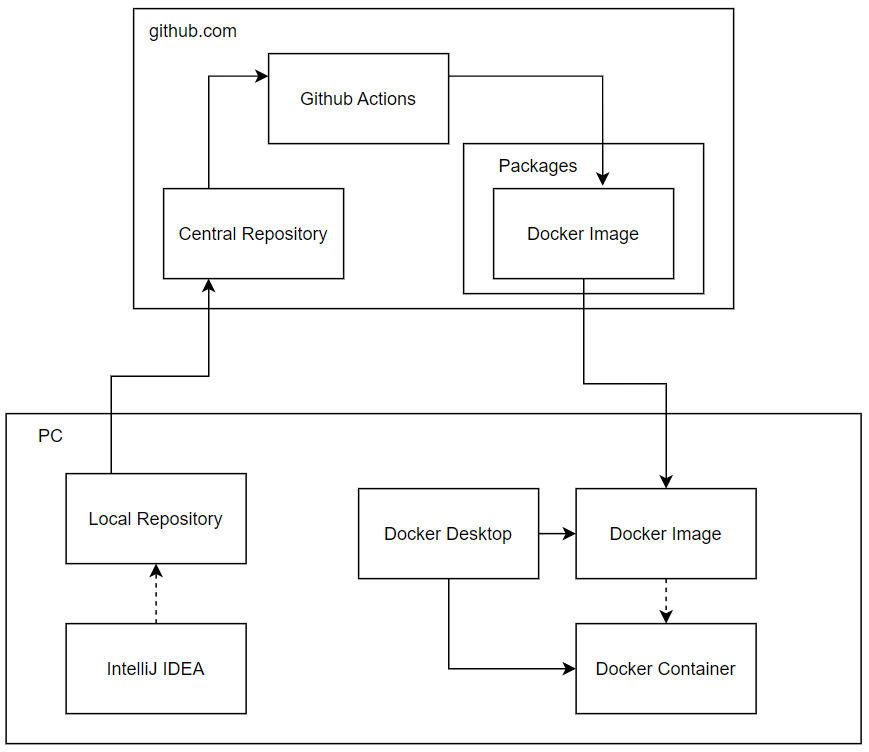 github.com
Github Actions
Packages
Central Repository
Docker Image
PC
Local Repository
Docker Desktop
Docker Image
IntelliJ IDEA
Docker Container